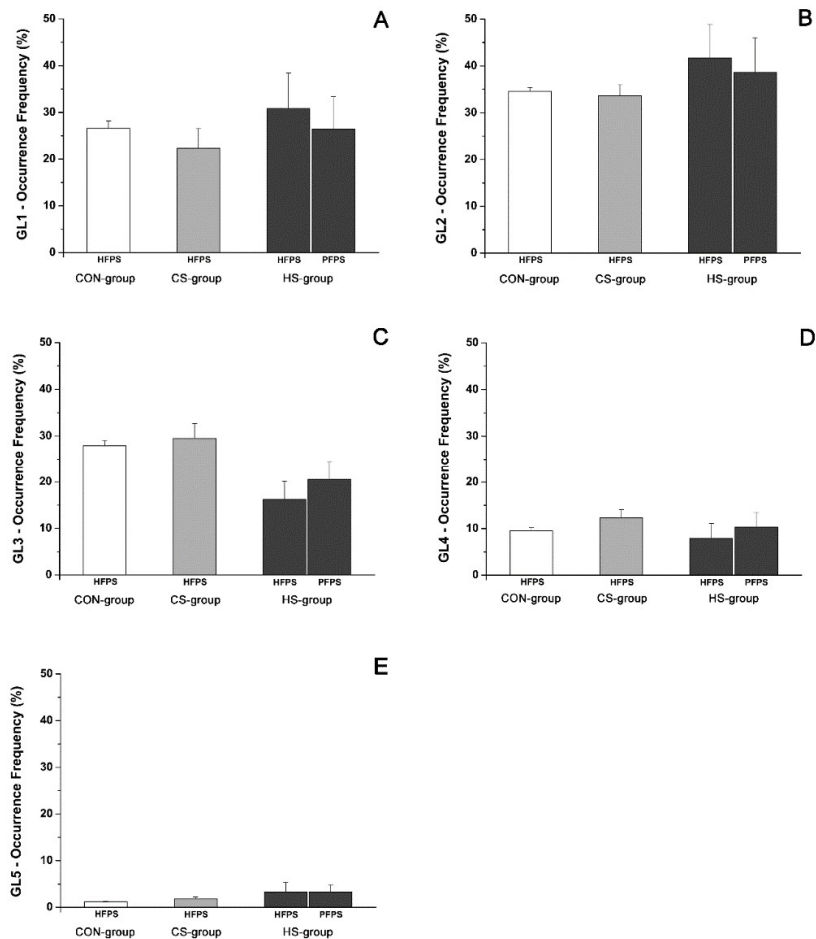 A
GL1 - Occurrence Frequency (%)
50
40
30
20
10
0
HFPS HFPS HFPS PFPS
CON-group CS-group HS-group
B
GL2 - Occurrence Frequency (%)
50
40
30
20
10
0
HFPS HFPS HFPS PFPS
CON-group CS-group HS-group
C
GL3 - Occurrence Frequency (%)
50
40
30
20
10
0
HFPS HFPS HFPS PFPS
CON-group CS-group HS-group
D
GL4 - Occurrence Frequency (%)
50
40
30
20
10
0
HFPS HFPS HFPS PFPS
CON-group CS-group HS-group
E
GL5 - Occurrence Frequency (%)
50
40
30
20
10
0
HFPS HFPS HFPS PFPS
CON-group CS-group HS-group